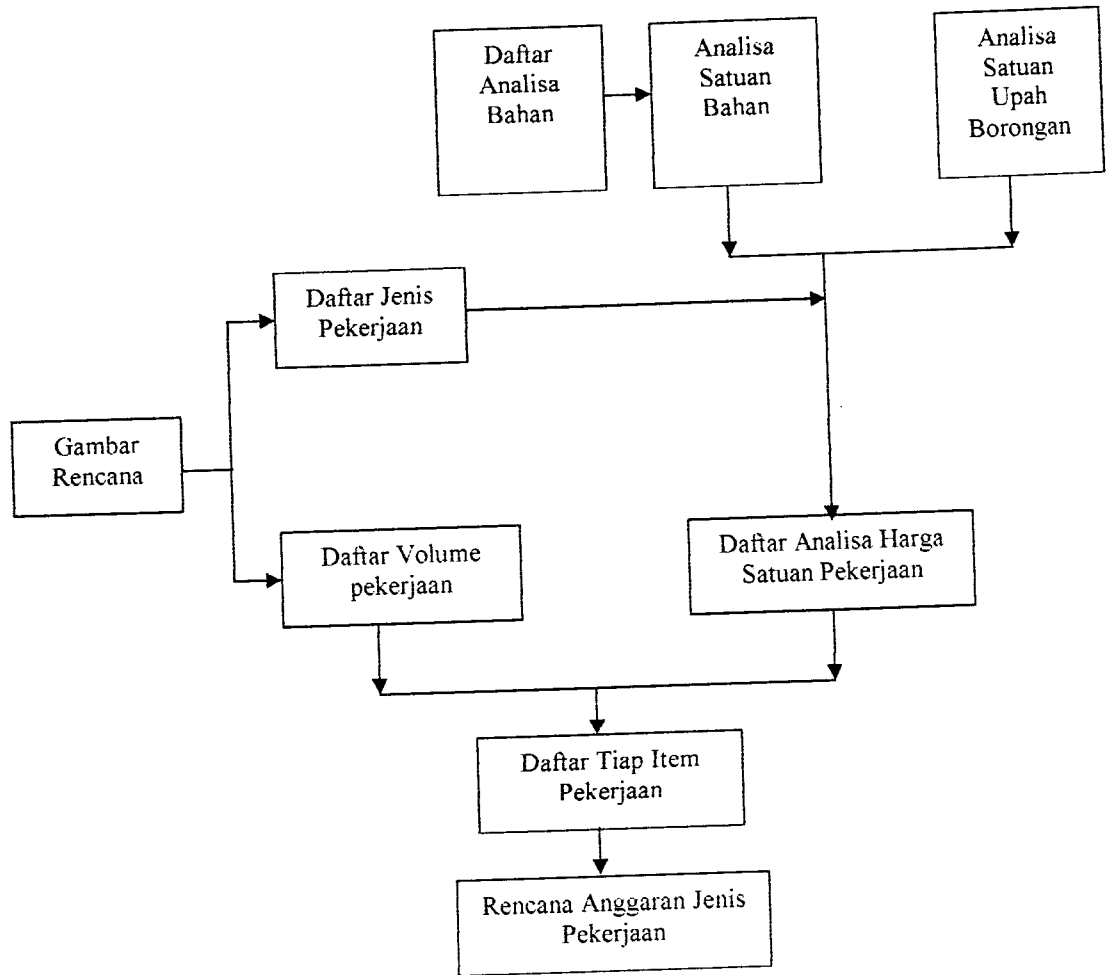 Daftar
Analisa
Bahan
Analisa
Satuan
Bahan
Analisa
Satuan
Upah
Borongan
Daftar Jenis
Pekerjaan
Gambar
Rencana
Daftar Volume
pekerjaan
Daftar Analisa Harga
Satuan Pekerjaan
Daftar Tiap Item
Pekerjaan
Rencana Anggaran Jenis
Pekerjaan